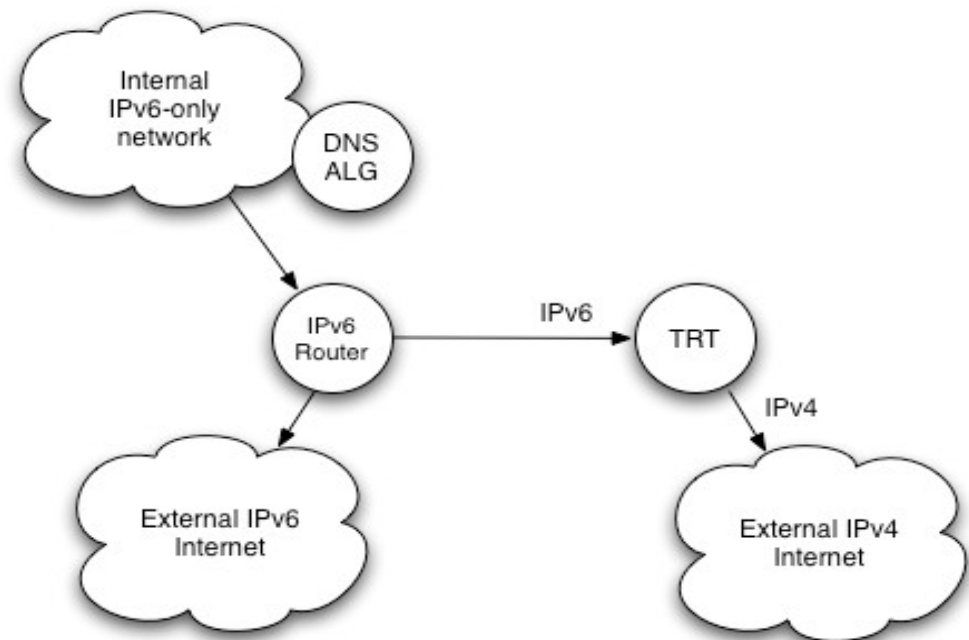 Internal
IPv6-only
network
DNS
ALG
IPv6
Router
IPv6
TRT
IPv4
External IPv6
Internet
External IPv4
Internet